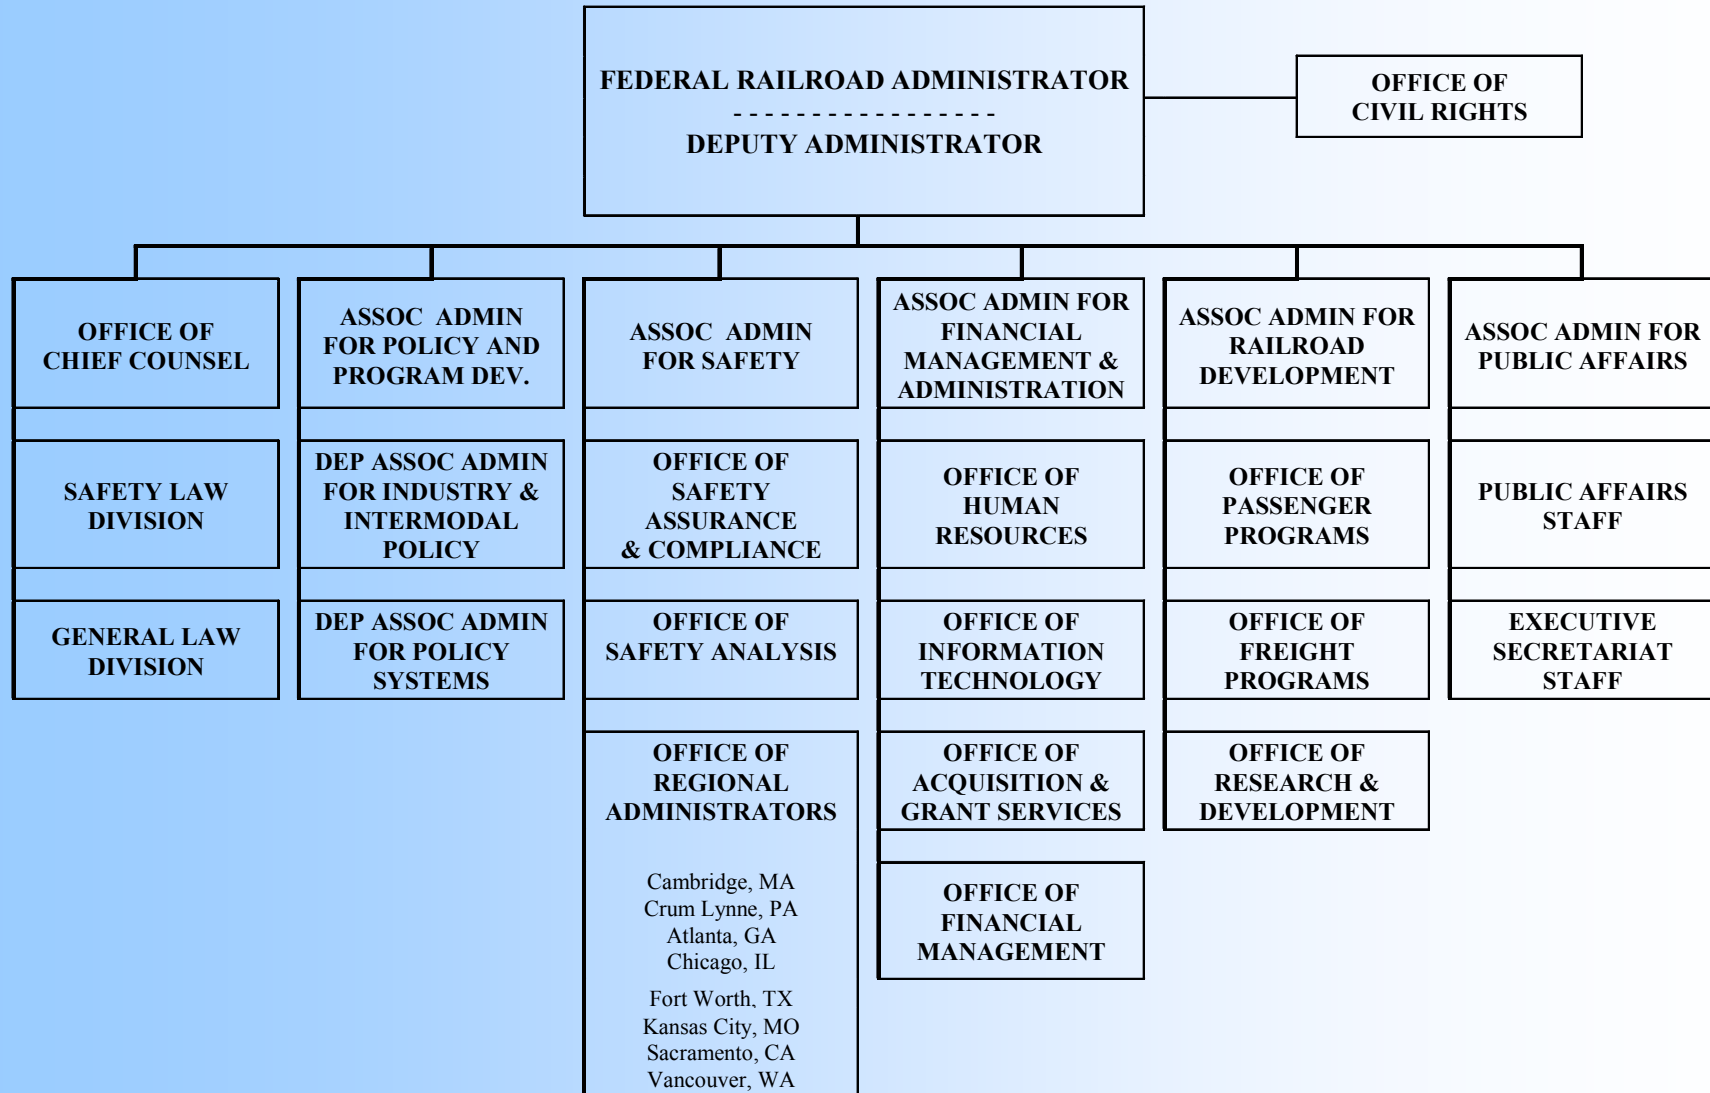 FEDERAL RAILROAD ADMINISTRATOR
- - - - - - - - - - - - - - - - -
DEPUTY ADMINISTRATOR
OFFICE OF
CIVIL RIGHTS
OFFICE OF
CHIEF COUNSEL
SAFETY LAW
DIVISION
GENERAL LAW
DIVISION
ASSOC ADMIN
FOR POLICY AND
PROGRAM DEV.
DEP ASSOC ADMIN
FOR INDUSTRY &
INTERMODAL
POLICY
DEP ASSOC ADMIN
FOR POLICY
SYSTEMS
ASSOC ADMIN
FOR SAFETY
OFFICE OF
SAFETY
ASSURANCE
& COMPLIANCE
OFFICE OF
SAFETY ANALYSIS
OFFICE OF
REGIONAL
ADMINISTRATORS
Cambridge, MA
Crum Lynne, PA
Atlanta, GA
Chicago, IL
Fort Worth, TX
Kansas City, MO
Sacramento, CA
Vancouver, WA
ASSOC ADMIN FOR
FINANCIAL
MANAGEMENT &
ADMINISTRATION
OFFICE OF
HUMAN
RESOURCES
OFFICE OF
INFORMATION
TECHNOLOGY
OFFICE OF
ACQUISITION &
GRANT SERVICES
OFFICE OF
FINANCIAL
MANAGEMENT
ASSOC ADMIN FOR
RAILROAD
DEVELOPMENT
OFFICE OF
PASSENGER
PROGRAMS
OFFICE OF
FREIGHT
PROGRAMS
OFFICE OF
RESEARCH &
DEVELOPMENT
ASSOC ADMIN FOR
PUBLIC AFFAIRS
PUBLIC AFFAIRS
STAFF
EXECUTIVE
SECRETARIAT
STAFF